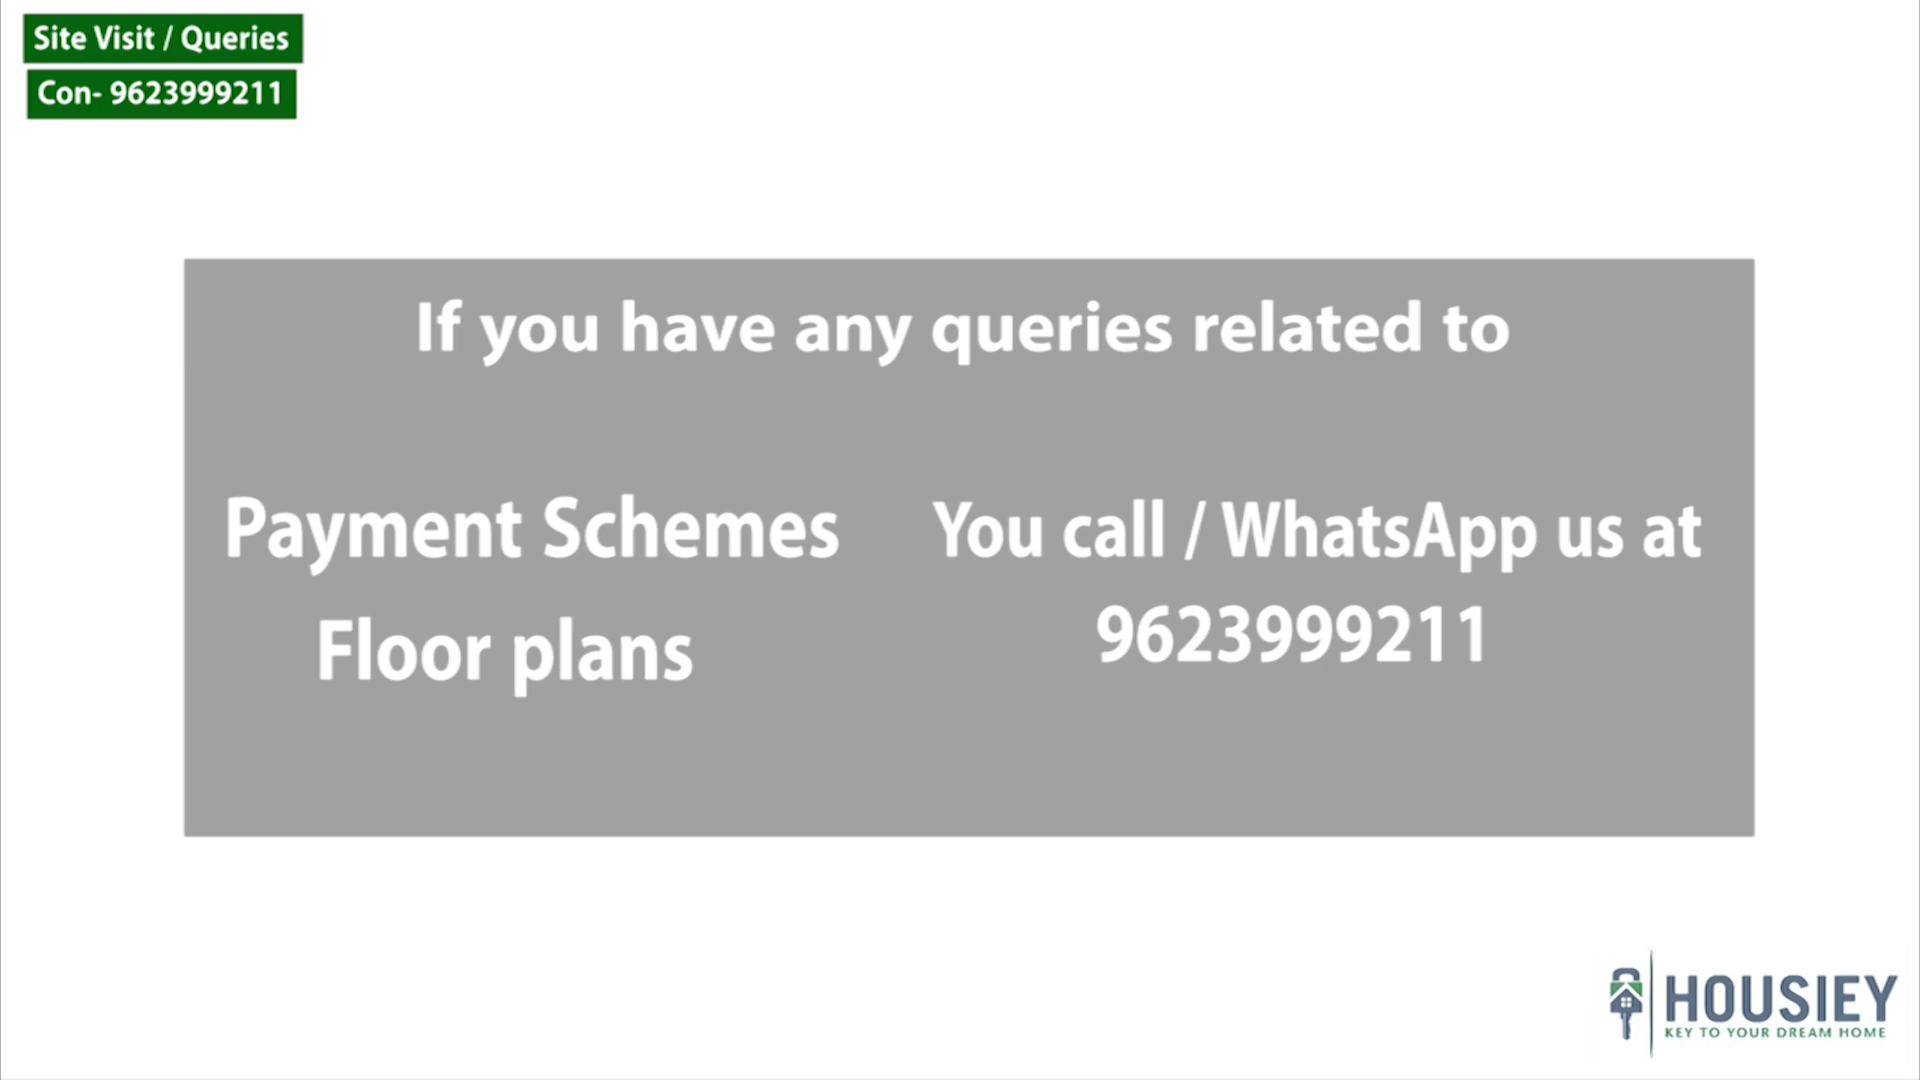 Site Visit / Queries
Con- 9623999211
If you have any queries related to
Payment Schemes
Floor plans
You call / WhatsApp us at
9623999211
HOUSIEY
KEY TO YOUR DREAM HOME